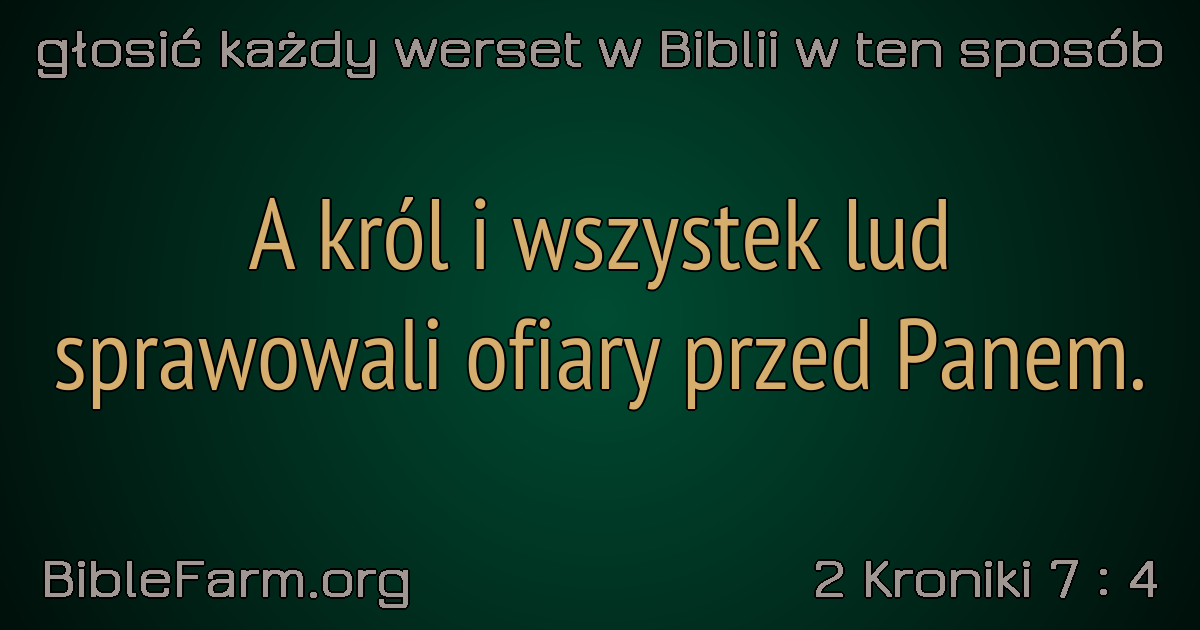 głosić każdy werset w Biblii w ten sposób
A król i wszystek lud
sprawowali ofiary przed Panem.
BibleFarm.org
2 Kroniki 7 : 4